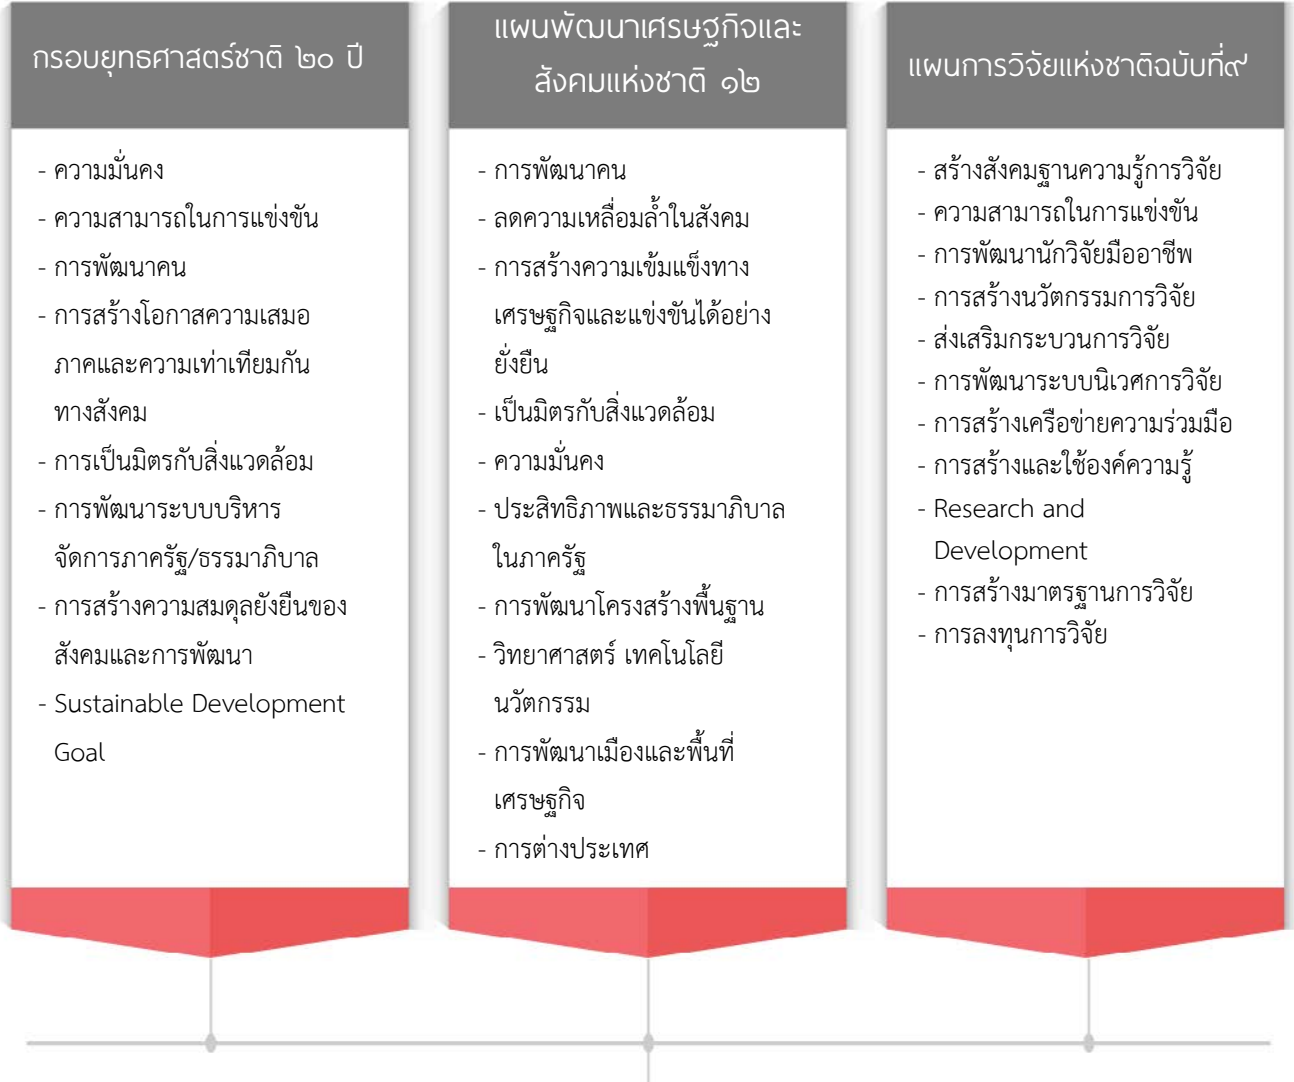 กรอบยุทธศาสตร์ชาติ ๒๐ ปี
- ความมั่นคง
- ความสามารถในการแข่งขัน
- การพัฒนาคน
- การสร้างโอกาสความเสมอ
ภาคและความเท่าเทียมกัน
ทางสังคม
- การเป็นมิตรกับสิ่งแวดล้อม
- การพัฒนาระบบบริหาร
จัดการภาครัฐ/ธรรมาภิบาล
- การสร้างความสมดุลยังยืนของ
สังคมและการพัฒนา
- Sustainable Development
Goal
แผนพัฒนาเศรษฐกิจและ
สังคมแห่งชาติ ๑๒
- การพัฒนาคน
- ลดความเหลื่อมล้ำในสังคม
- การสร้างความเข้มแข็งทาง
เศรษฐกิจและแข่งขันได้อย่าง
ยั่งยืน
- เป็นมิตรกับสิ่งแวดล้อม
- ความมั่นคง
- ประสิทธิภาพและธรรมาภิบาล
ในภาครัฐ
- การพัฒนาโครงสร้างพื้นฐาน
- วิทยาศาสตร์ เทคโนโลยี
นวัตกรรม
- การพัฒนาเมืองและพื้นที่
เศรษฐกิจ
- การต่างประเทศ
แผนการวิจัยแห่งชาติฉบับที่๙
- สร้างสังคมฐานความรู้การวิจัย
- ความสามารถในการแข่งขัน
- การพัฒนานักวิจัยมืออาชีพ
- การสร้างนวัตกรรมการวิจัย
- ส่งเสริมกระบวนการวิจัย
- การพัฒนาระบบนิเวศการวิจัย
- การสร้างเครือข่ายความร่วมมือ
- การสร้างและใช้องค์ความรู้
- Research and
Development
- การสร้างมาตรฐานการวิจัย
- การลงทุนการวิจัย